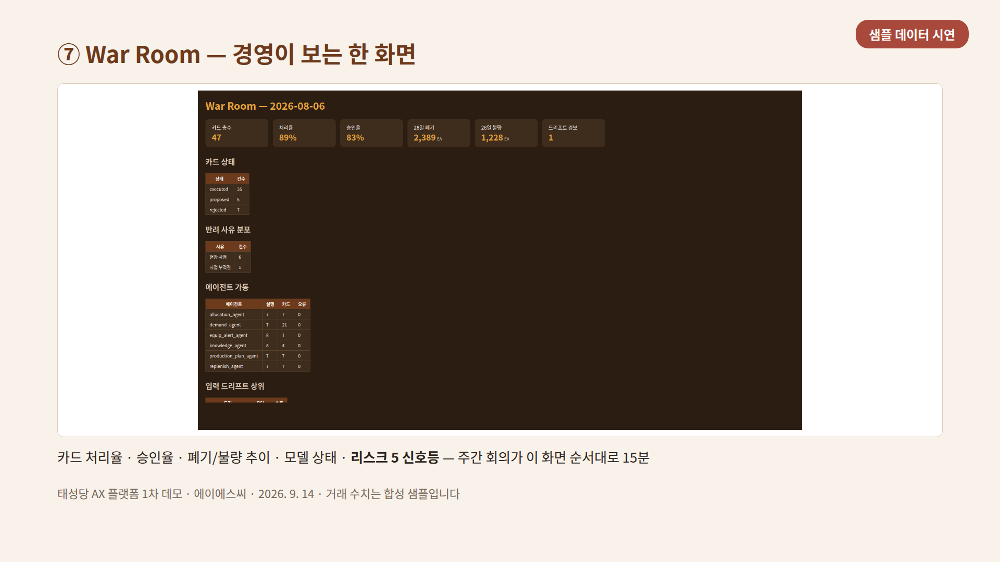 샘플 데이터 시연
⑦ War Room — 경영이 보는 한 화면
War Room — 2026-08-06
카드 총수
47
처리율
89%
승인율
83%
28일 폐기
2,389 EA
28일 불량
1,228 EA
드리프트 경보
1
카드 상태
상태 건수
executed 35
proposed 5
rejected 7
반려 사유 분포
사유 건수
현장 사정 6
시점 부적절 1
에이전트 가동
에이전트 실행 카드 오류
allocation_agent 7 7 0
demand_agent 7 21 0
equip_alert_agent 8 1 0
knowledge_agent 8 4 0
production_plan_agent 7 7 0
replenish_agent 7 7 0
입력 드리프트 상위
카드 처리율 · 승인율 · 폐기/불량 추이 · 모델 상태 · 리스크 5 신호등 — 주간 회의가 이 화면 순서대로 15분
태성당 AX 플랫폼 1차 데모 · 에이에스씨 · 2026. 9. 14 · 거래 수치는 합성 샘플입니다